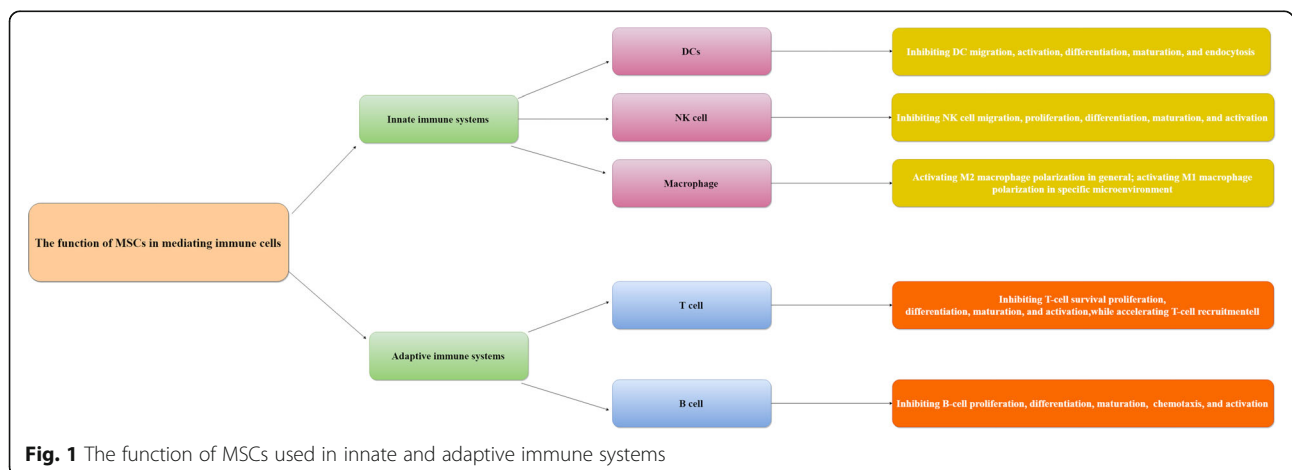 DCs
Inhibiting DC migration, activation, differentiation, maturation, and endocytosis
Innate immune systems
NK cell
Inhibiting NK cell migration, proliferation, differentiation, maturation, and activation
Macrophage
Activating M2 macrophage polarization in general; activating M1 macrophage
polarization in specific microenvironment
The function of MSCs in mediating immune cells
T cell
Inhibiting T-cell survival proliferation,
differentiation, maturation, and activation,while accelerating T-cell recruitmentell
Adaptive immune systems
B cell
Inhibiting B-cell proliferation, differentiation, maturation, chemotaxis, and activation
Fig. 1 The function of MSCs used in innate and adaptive immune systems